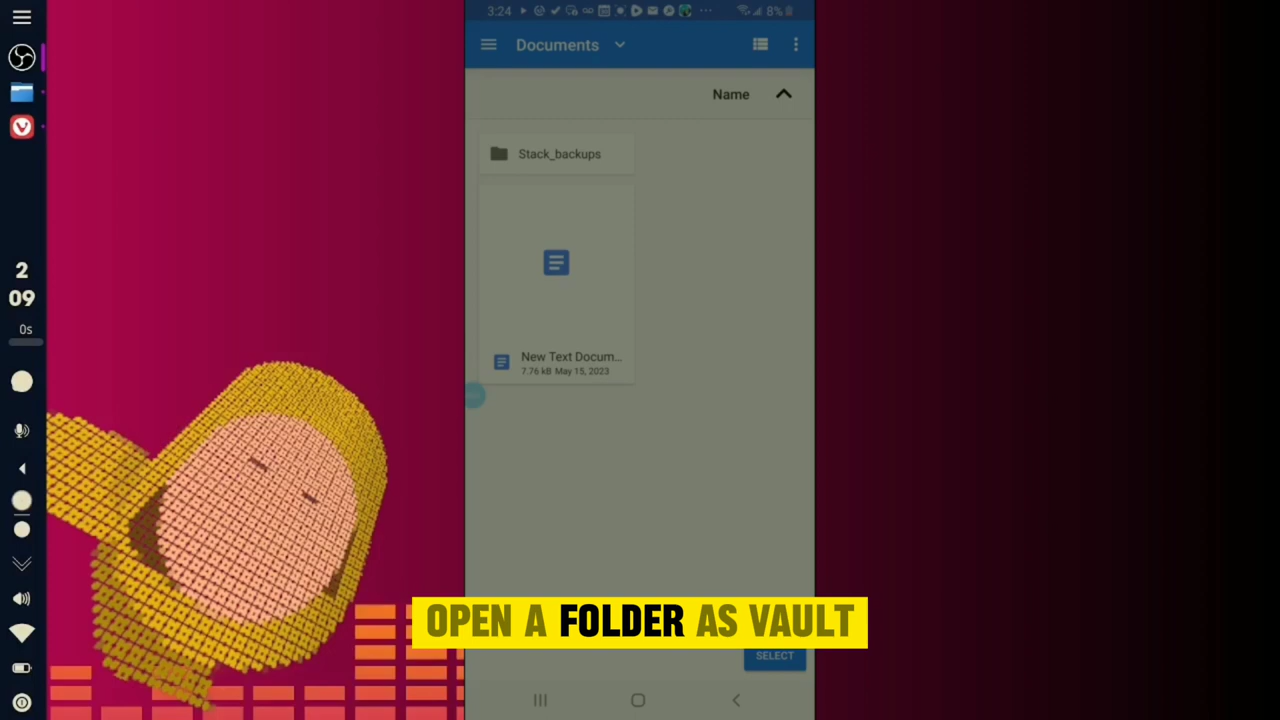 3:24
8%
Documents
Name
Stack_backups
New Text Docum...
7.76 kB May 15, 2023
2
09
0s
OPEN A FOLDER AS VAULT
SELECT